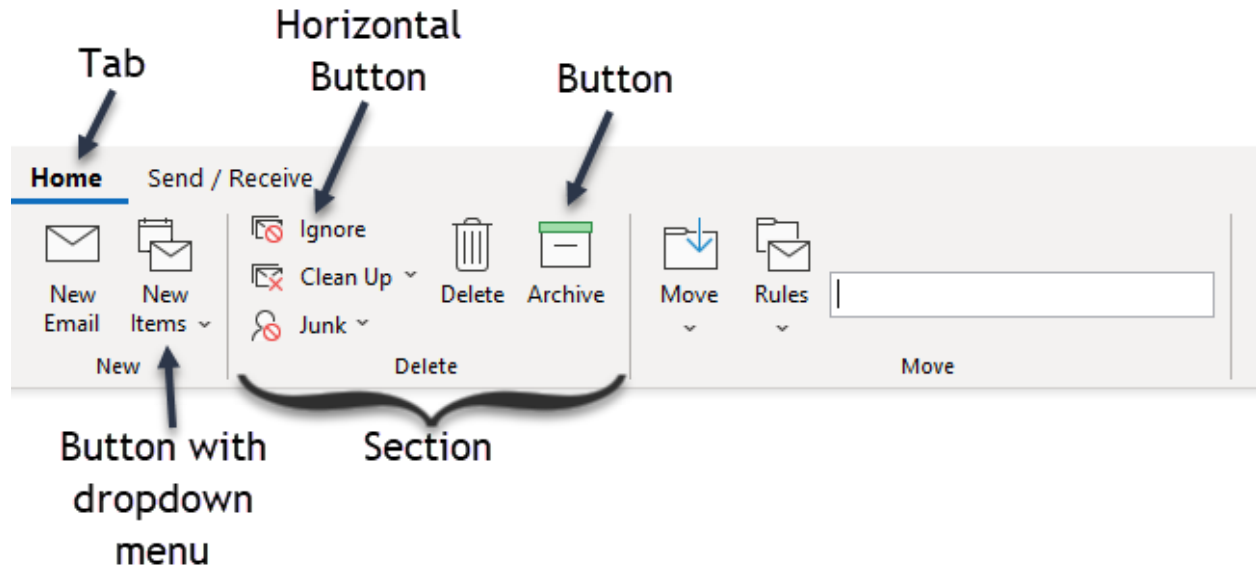 Horizontal
Button
Tab
Button
Home
Send / Receive
Ignore
Clean Up
Junk
New
Email
New
Items
Delete
Archive
Move
Rules
New
Delete
Move
Button with
dropdown
menu
Section